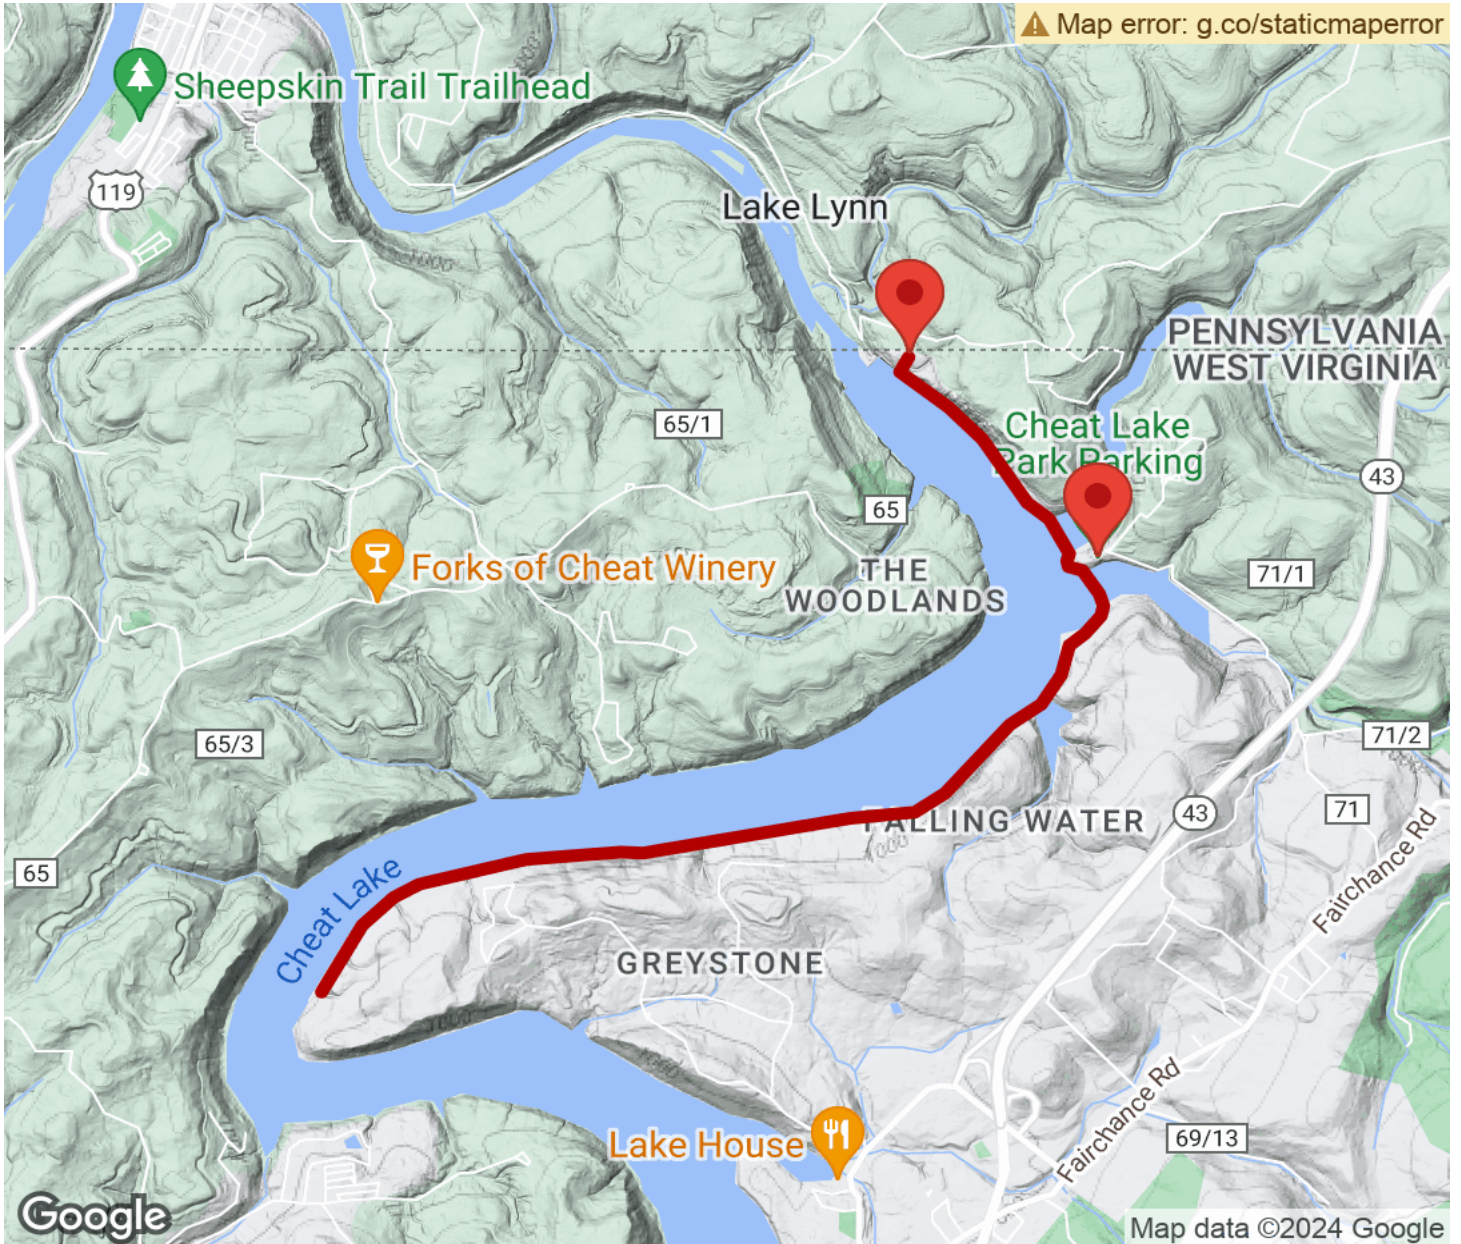 Map error: g.co/staticmaperror
Sheepskin Trail Trailhead
119
Lake Lynn
PENNSYLVANIA
WEST VIRGINIA
65/1
Cheat Lake
Park Parking
43
65
Forks of Cheat Winery
THE
WOODLANDS
71/1
65/3
71/2
FALLING WATER
43
71
65
1000
Cheat Lake
Fairchance Rd
GREYSTONE
Fairchance Rd
Lake House
69/13
Google
Map data ©2024 Google